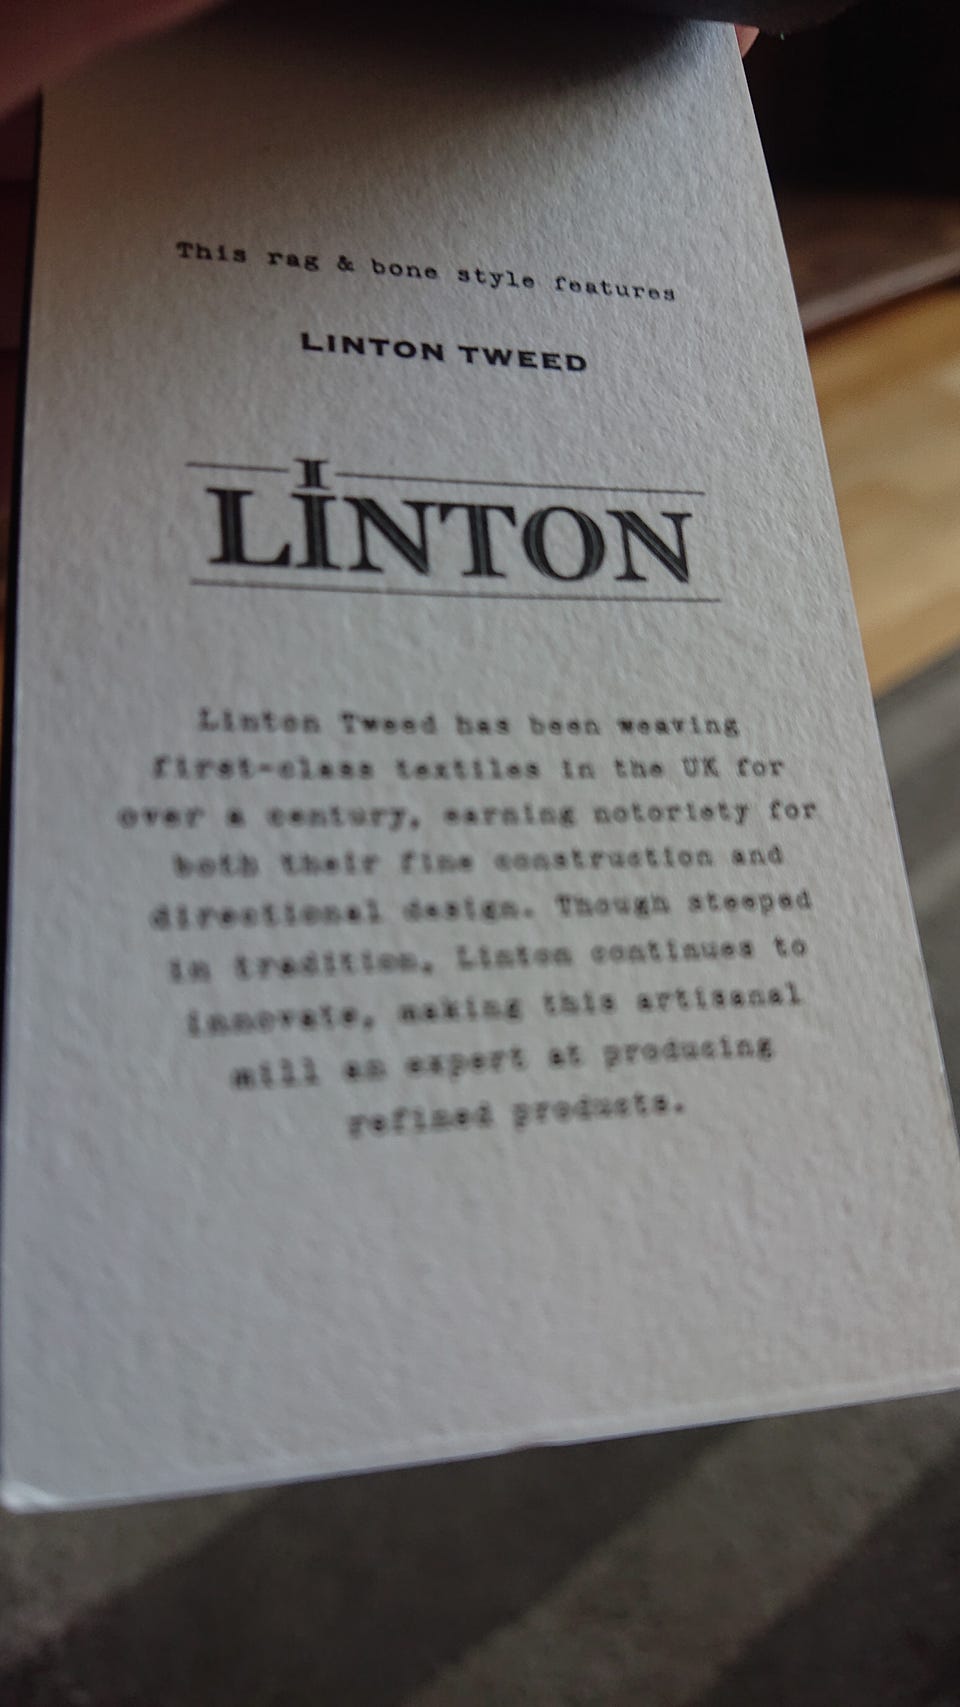 This rag & bone style features
LINTON TWEED
LINTON
Linton Tweed has been weaving
first-class textiles in the UK for
over a century, earning notoriety for
both their fine construction and
directional design. Though steeped
in tradition, Linton continues to
innovate, making this artisanal
mill an expert at producing
refined products.